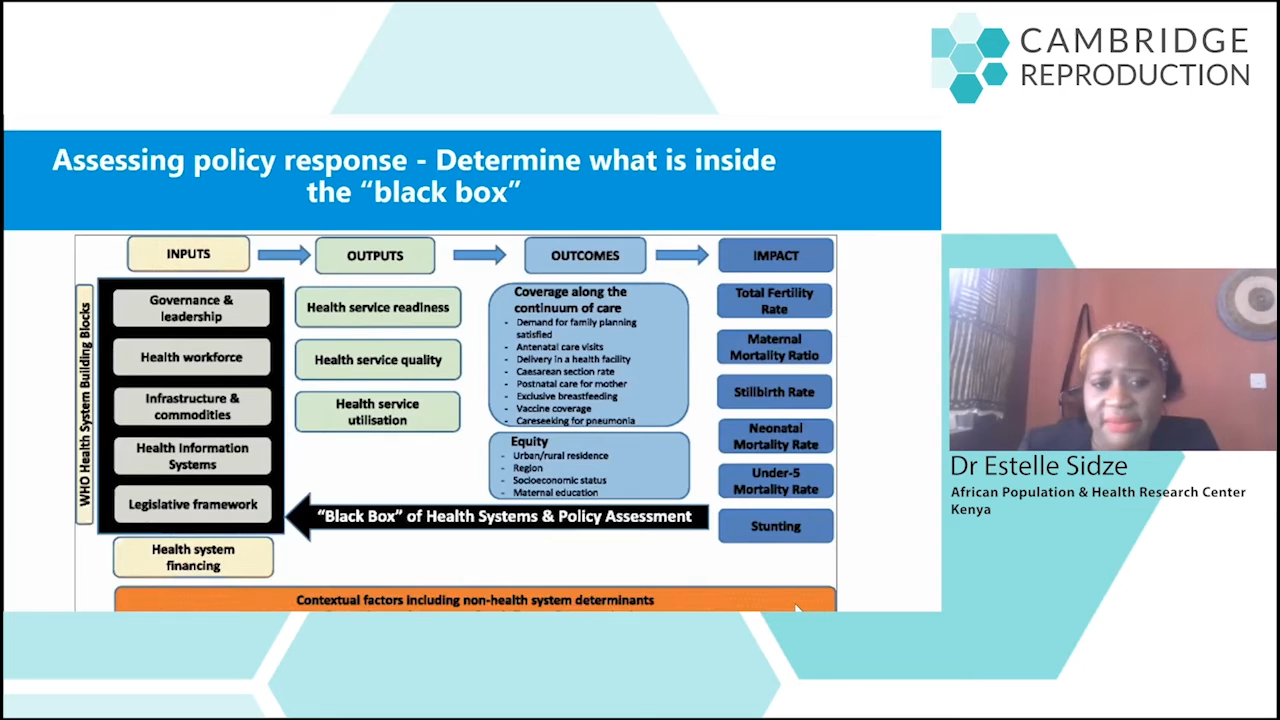 CAMBRIDGE
REPRODUCTION
Assessing policy response - Determine what is inside
the “black box”
INPUTS
OUTPUTS
OUTCOMES
IMPACT
WHO Health System Building Blocks
Governance &
leadership
Health workforce
Infrastructure &
commodities
Health Information
Systems
Legislative framework
Health system
financing
Health service readiness
Health service quality
Health service
utilisation
Coverage along the
continuum of care
- Demand for family planning
satisfied
- Antenatal care visits
- Delivery in a health facility
- Caesarean section rate
- Postnatal care for mother
- Exclusive breastfeeding
- Vaccine coverage
- Careseeking for pneumonia
Equity
- Urban/rural residence
- Region
- Socioeconomic status
- Maternal education
“Black Box” of Health Systems & Policy Assessment
Total Fertility
Rate
Maternal
Mortality Ratio
Stillbirth Rate
Neonatal
Mortality Rate
Under-5
Mortality Rate
Stunting
Contextual factors including non-health system determinants
Dr Estelle Sidze
African Population & Health Research Center
Kenya